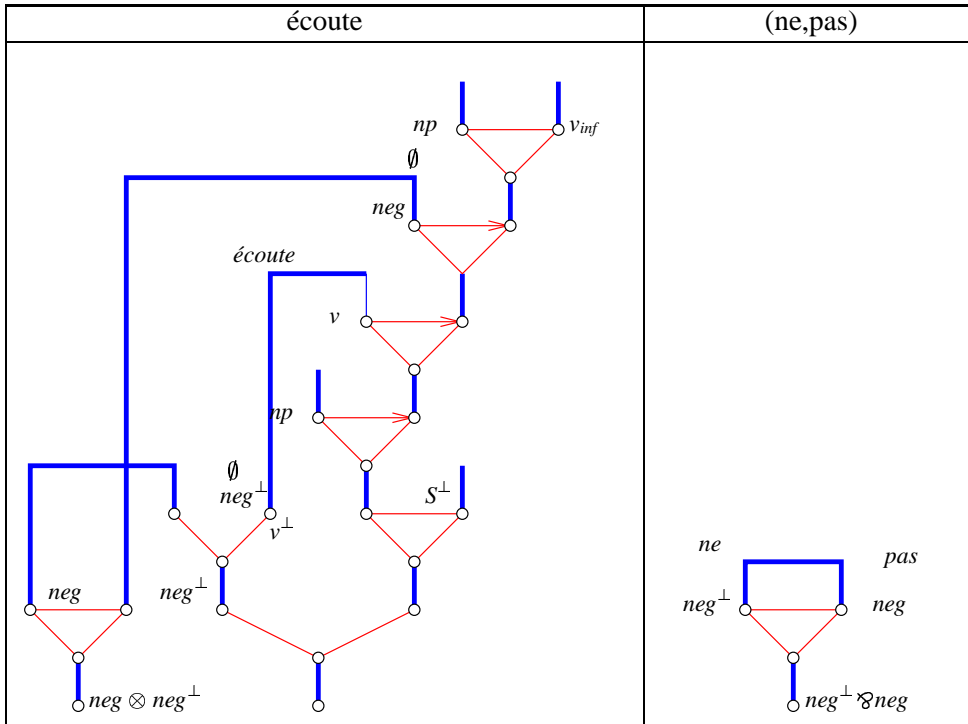 écoute
(ne,pas)
np
v_inf
∅
neg
écoute
v
np
∅
neg⊥
S⊥
v⊥
ne
pas
neg
neg⊥
neg⊥
neg
neg ⊗ neg⊥
neg⊥ ⅋ neg